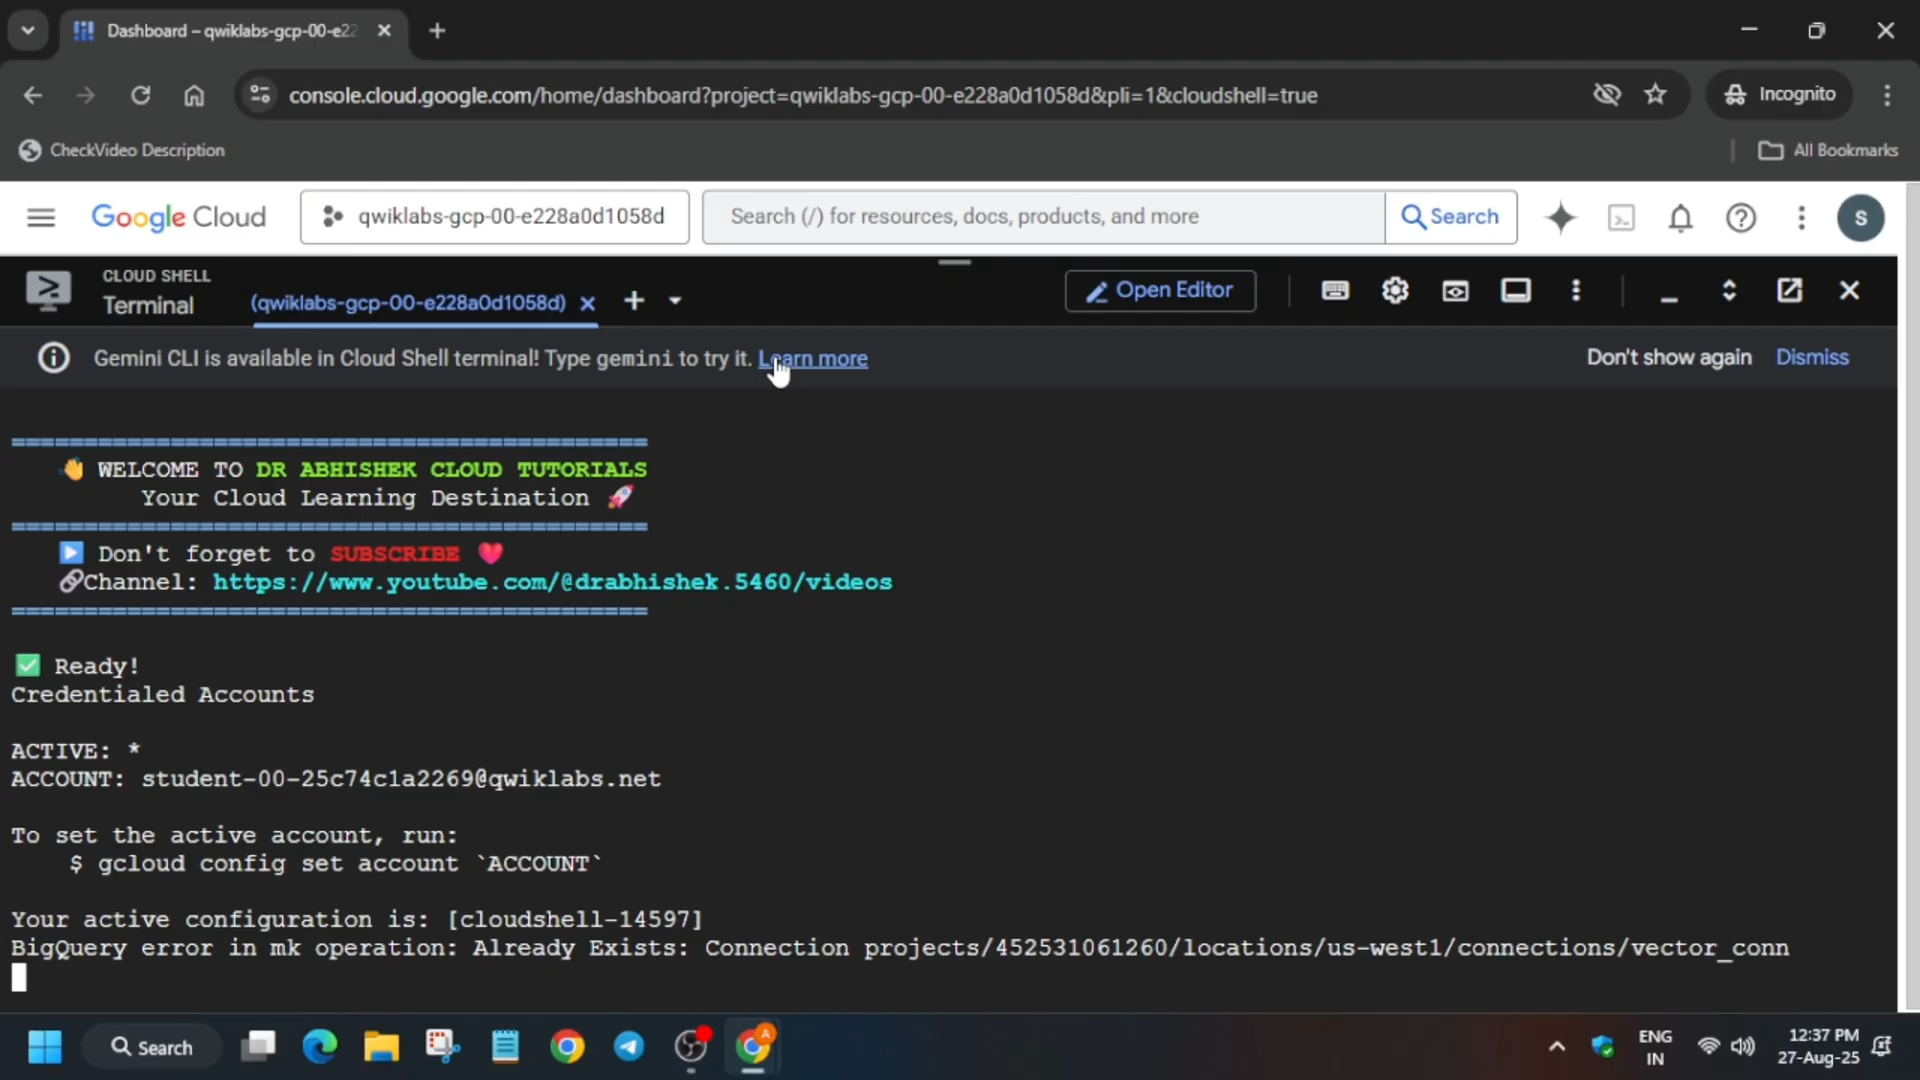 Dashboard – qwiklabs-gcp-00-e22
console.cloud.google.com/home/dashboard?project=qwiklabs-gcp-00-e228a0d1058d&pli=1&cloudshell=true
Incognito
CheckVideo Description
All Bookmarks
Google Cloud
qwiklabs-gcp-00-e228a0d1058d
Search (/) for resources, docs, products, and more
Search
S
CLOUD SHELL
Terminal
(qwiklabs-gcp-00-e228a0d1058d)
Open Editor
Gemini CLI is available in Cloud Shell terminal! Type gemini to try it. Learn more
Don't show again
Dismiss
============================================
👋 WELCOME TO DR ABHISHEK CLOUD TUTORIALS
Your Cloud Learning Destination 🚀
============================================
▶️ Don't forget to SUBSCRIBE ❤️
🔗Channel: https://www.youtube.com/@drabhishek.5460/videos
============================================
✅ Ready!
Credentialed Accounts
ACTIVE: *
ACCOUNT: student-00-25c74c1a2269@qwiklabs.net
To set the active account, run:
$ gcloud config set account `ACCOUNT`
Your active configuration is: [cloudshell-14597]
BigQuery error in mk operation: Already Exists: Connection projects/452531061260/locations/us-west1/connections/vector_conn
Search
A
ENG
IN
12:37 PM
27-Aug-25